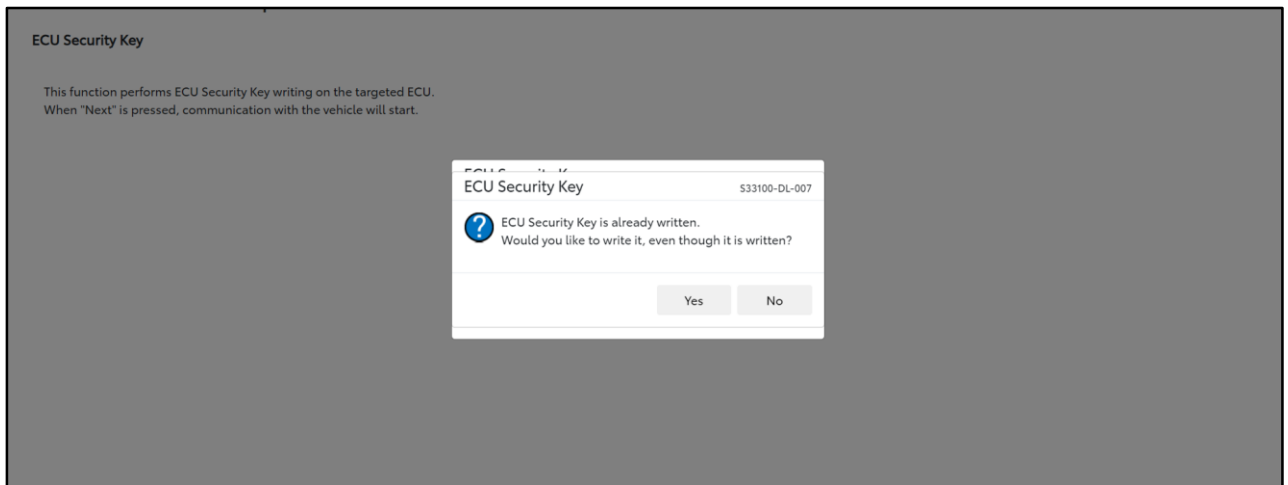 ECU Security Key
This function performs ECU Security Key writing on the targeted ECU.
When "Next" is pressed, communication with the vehicle will start.
ECU Security Key
S33100-DL-007
ECU Security Key is already written.
Would you like to write it, even though it is written?
Yes
No